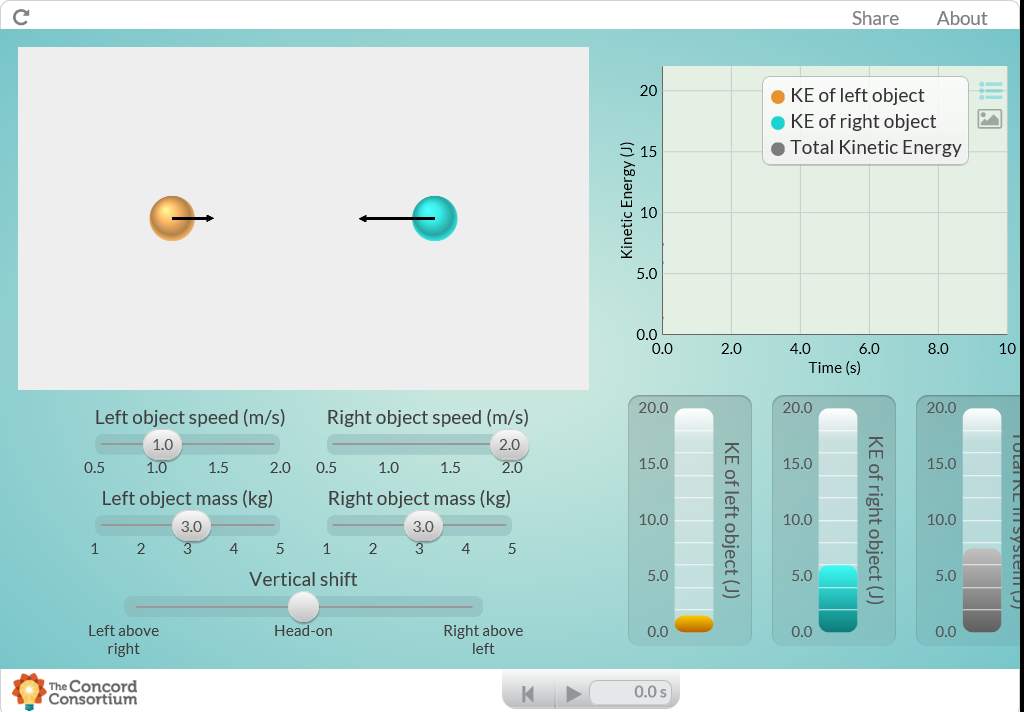 Share About
20
15
10
5.0
0.0
Kinetic Energy (J)
KE of left object
KE of right object
Total Kinetic Energy
0.0 2.0 4.0 6.0 8.0 10
Time (s)
Left object speed (m/s)
1.0
0.5 1.0 1.5 2.0
Right object speed (m/s)
2.0
0.5 1.0 1.5 2.0
Left object mass (kg)
3.0
1 2 3 4 5
Right object mass (kg)
3.0
1 2 3 4 5
Vertical shift
Left above
right
Head-on
Right above
left
20.0
15.0
10.0
5.0
0.0
KE of left object (J)
20.0
15.0
10.0
5.0
0.0
KE of right object (J)
20.0
15.0
10.0
5.0
0.0
Total KE in system (J)
The Concord
Consortium
0.0 s